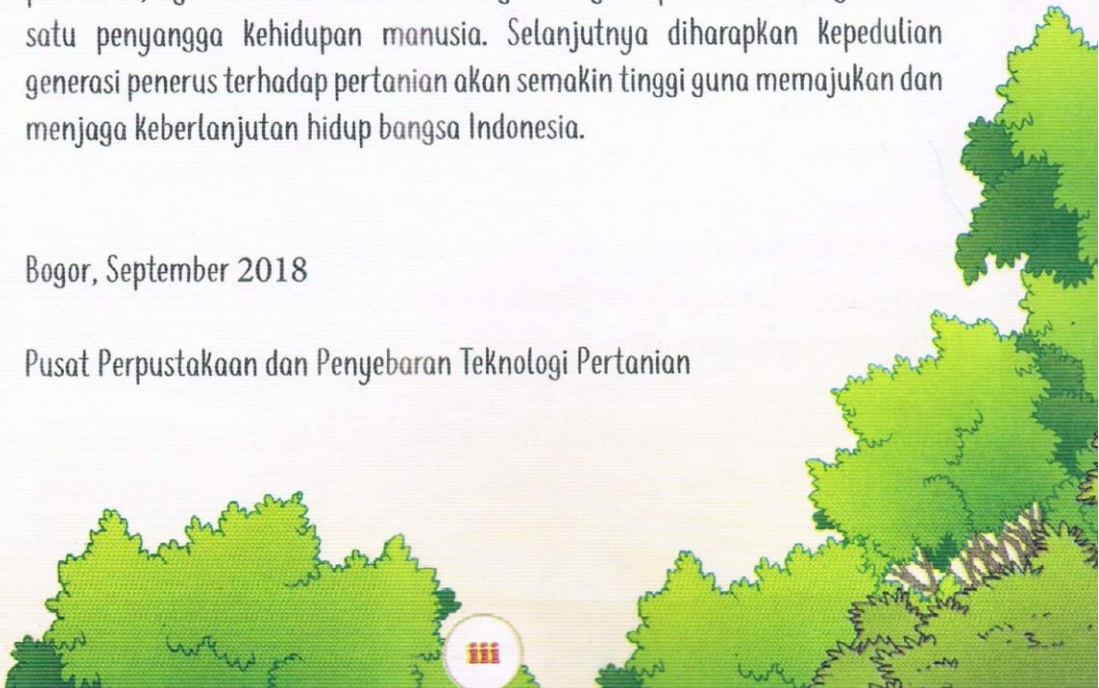 satu penyangga kehidupan manusia. Selanjutnya diharapkan kepedulian
generasi penerus terhadap pertanian akan semakin tinggi guna memajukan dan
menjaga keberlanjutan hidup bangsa Indonesia.
Bogor, September 2018
Pusat Perpustakaan dan Penyebaran Teknologi Pertanian
iii